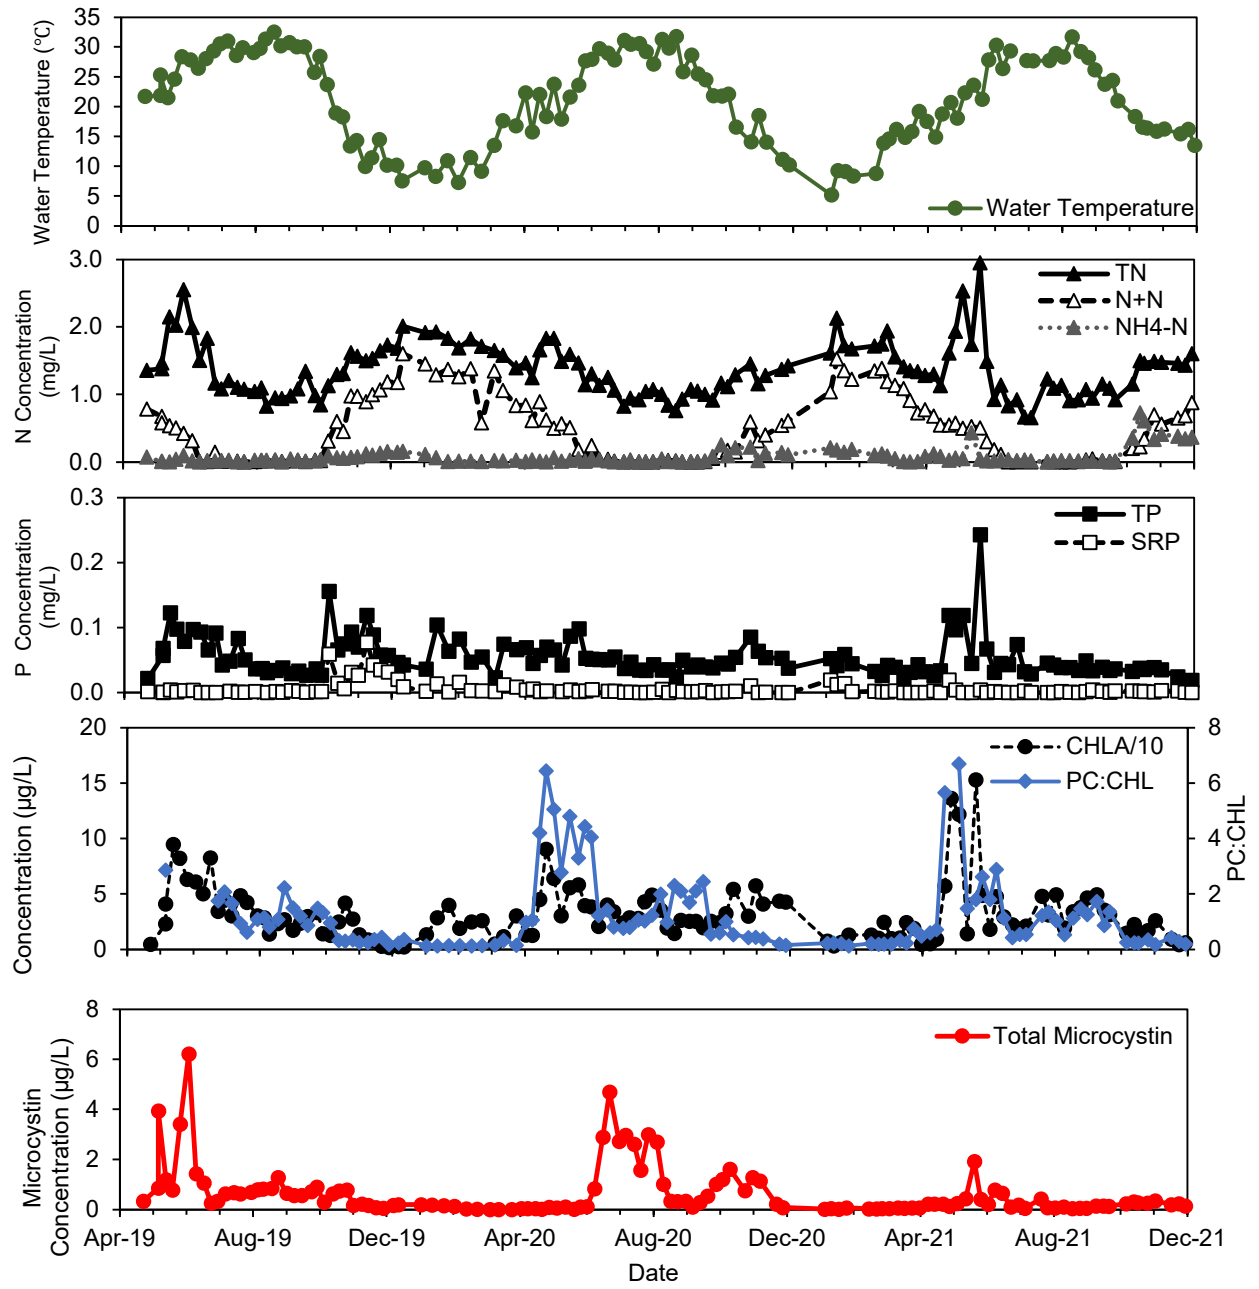 Water Temperature (°C)
35
30
25
20
15
10
5
0
Water Temperature
N Concentration
(mg/L)
3.0
2.0
1.0
0.0
TN
N+N
NH4-N
P Concentration
(mg/L)
0.3
0.2
0.1
0.0
TP
SRP
Concentration (µg/L)
20
15
10
5
0
CHLA/10
PC:CHL
8
6
4
2
0
PC:CHL
Microcystin
Concentration (µg/L)
8
6
4
2
0
Total Microcystin
Apr-19 Aug-19 Dec-19 Apr-20 Aug-20 Dec-20 Apr-21 Aug-21 Dec-21
Date